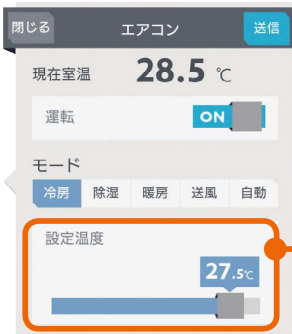 閉じる エアコン 送信
現在室温 28.5 ℃
運転 ON
モード
冷房 除湿 暖房 送風 自動
設定温度
27.5℃